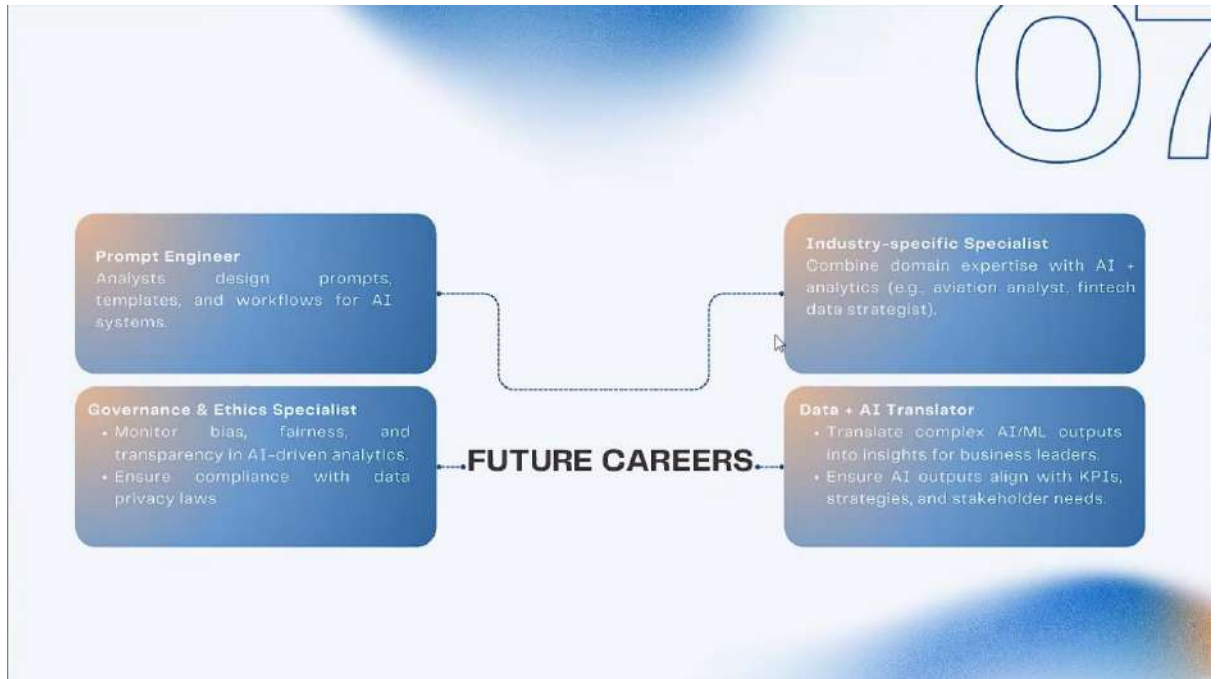 07
Prompt Engineer
Analysts design prompts,
templates, and workflows for AI
systems.
Industry-specific Specialist
Combine domain expertise with AI +
analytics (e.g., aviation analyst, fintech
data strategist).
Governance & Ethics Specialist
• Monitor bias, fairness, and
transparency in AI-driven analytics.
• Ensure compliance with data
privacy laws
FUTURE CAREERS
Data + AI Translator
• Translate complex AI/ML outputs
into insights for business leaders.
• Ensure AI outputs align with KPIs,
strategies, and stakeholder needs.